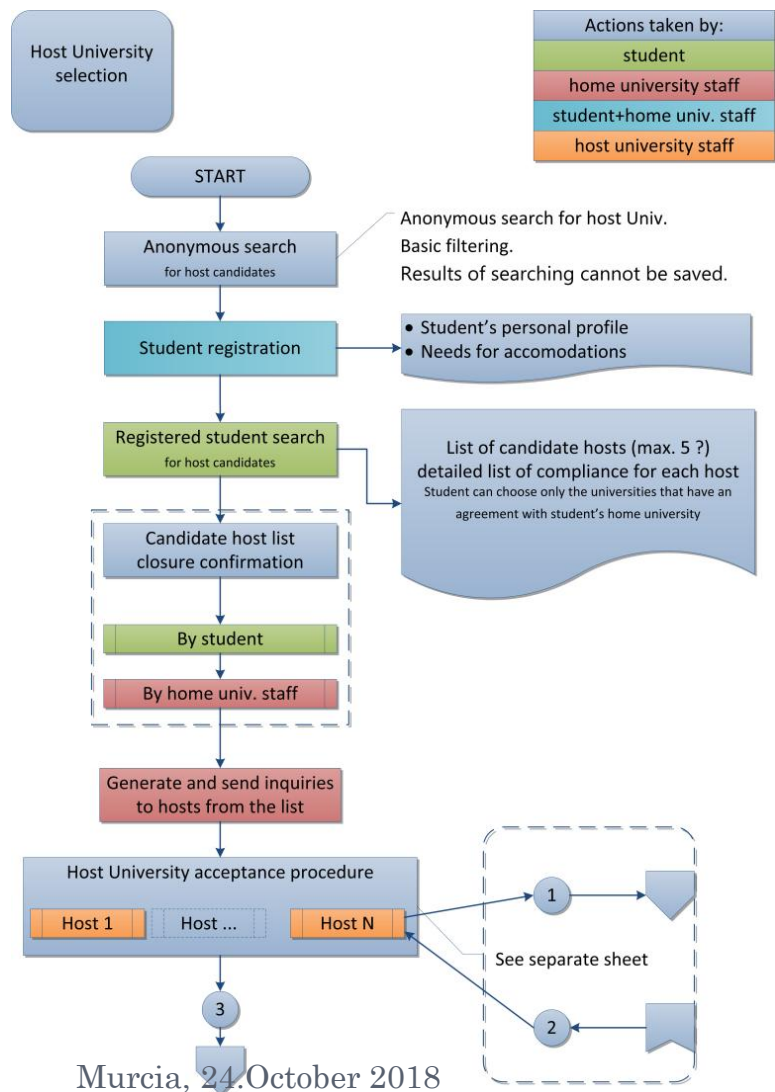 Host University
selection
Actions taken by:
student
home university staff
student+home univ. staff
host university staff
START
Anonymous search
for host candidates
Anonymous search for host Univ.
Basic filtering.
Results of searching cannot be saved.
Student registration
• Student's personal profile
• Needs for accomodations
Registered student search
for host candidates
List of candidate hosts (max. 5 ?)
detailed list of compliance for each host
Student can choose only the universities that have an
agreement with student's home university
Candidate host list
closure confirmation
By student
By home univ. staff
Generate and send inquiries
to hosts from the list
Host University acceptance procedure
Host 1
Host ...
Host N
1
See separate sheet
2
3
Murcia, 24.October 2018